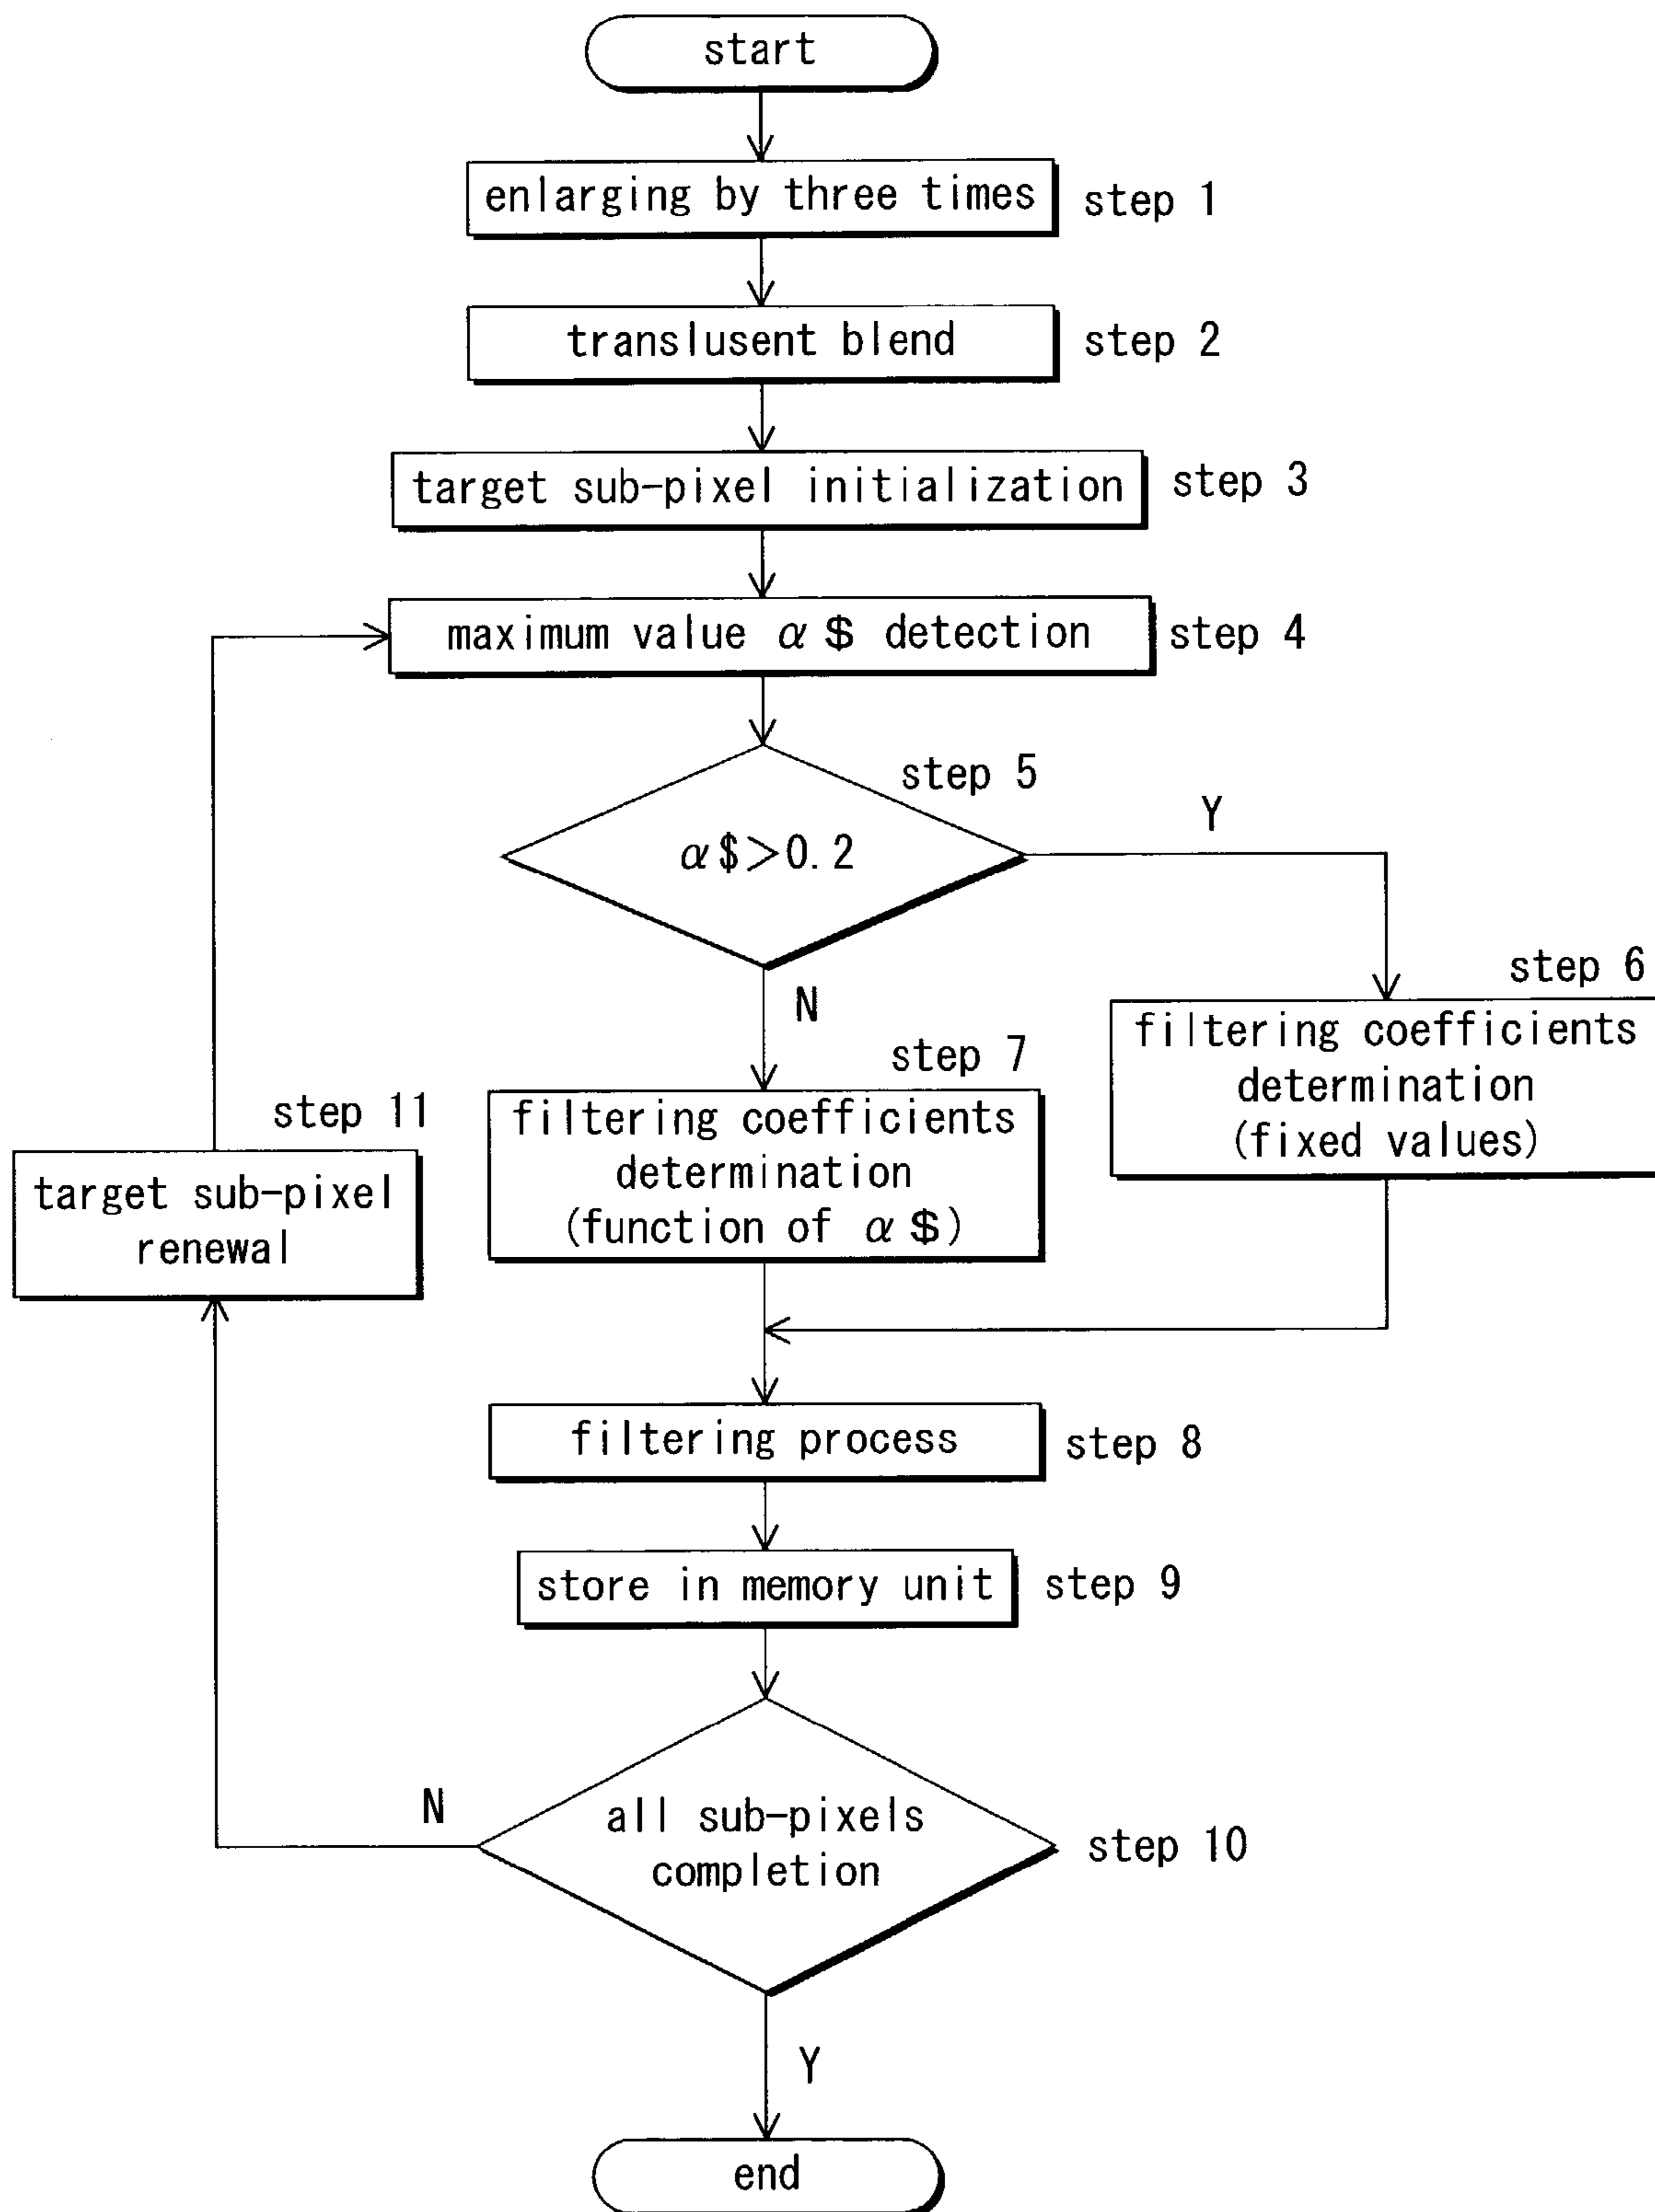 start
enlarging by three times
step 1
translusent blend
step 2
target sub-pixel initialization
step 3
maximum value α$ detection
step 4
step 5
α$>0.2
Y
N
step 6
filtering coefficients
determination
(fixed values)
step 7
filtering coefficients
determination
(function of α$)
step 11
target sub-pixel
renewal
filtering process
step 8
store in memory unit
step 9
all sub-pixels
completion
step 10
N
Y
end